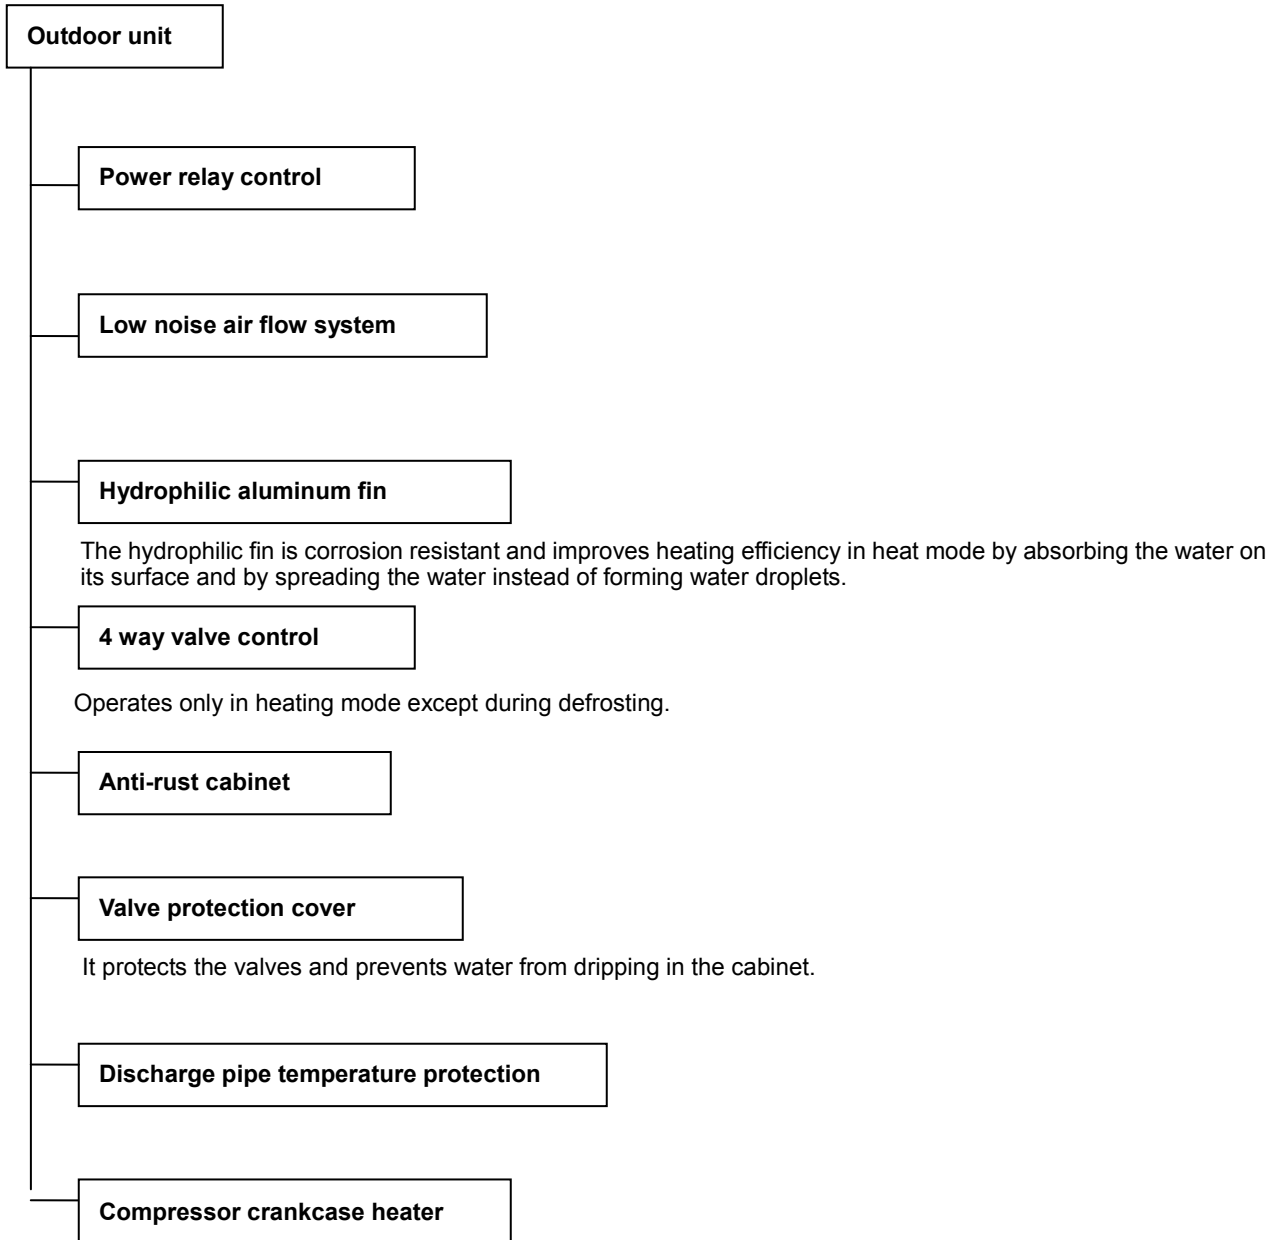 Outdoor unit
Power relay control
Low noise air flow system
Hydrophilic aluminum fin
The hydrophilic fin is corrosion resistant and improves heating efficiency in heat mode by absorbing the water on
its surface and by spreading the water instead of forming water droplets.
4 way valve control
Operates only in heating mode except during defrosting.
Anti-rust cabinet
Valve protection cover
It protects the valves and prevents water from dripping in the cabinet.
Discharge pipe temperature protection
Compressor crankcase heater